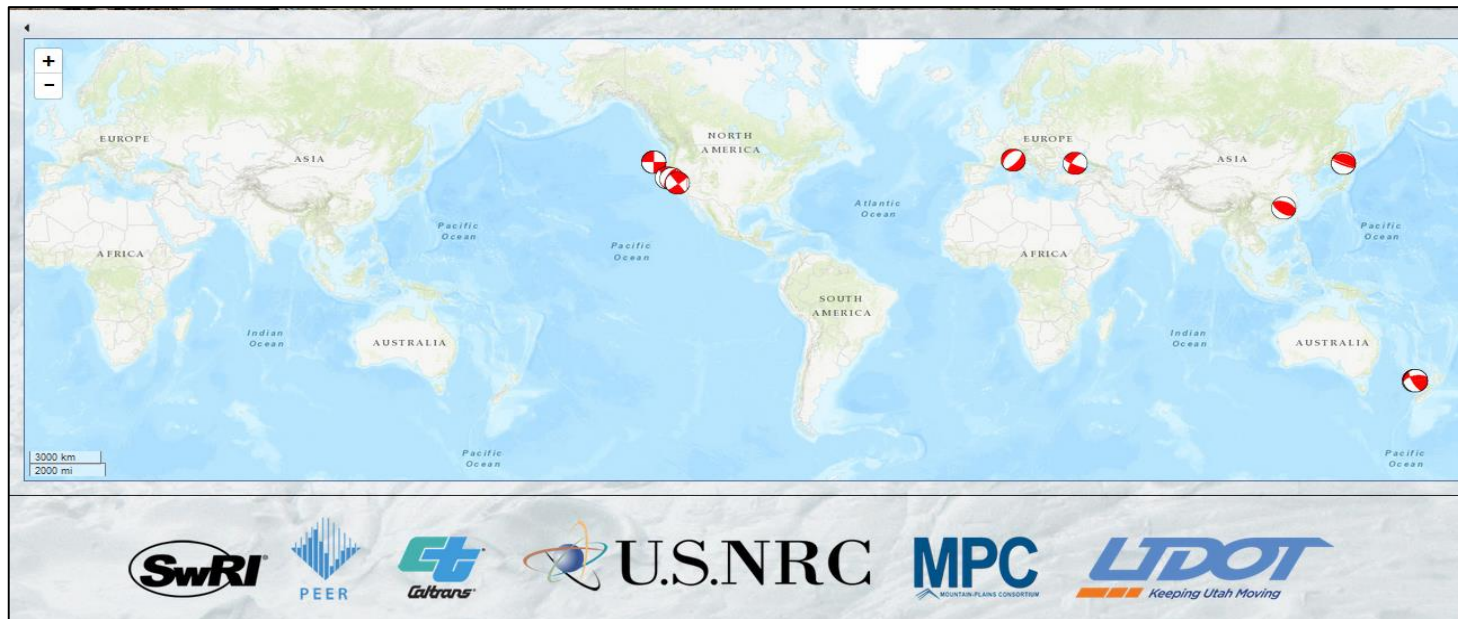 +
−
EUROPE
ASIA
AFRICA
Indian
Ocean
AUSTRALIA
Pacific
Ocean
Pacific
Ocean
Pacific
Ocean
NORTH
AMERICA
SOUTH
AMERICA
Atlantic
Ocean
EUROPE
ASIA
AFRICA
Indian
Ocean
AUSTRALIA
Pacific
Ocean
Pacific
Ocean
3000 km
2000 mi
SwRI®
PEER
Ct
Caltrans®
U.S.NRC
MPC
MOUNTAIN-PLAINS CONSORTIUM
UDOT
Keeping Utah Moving